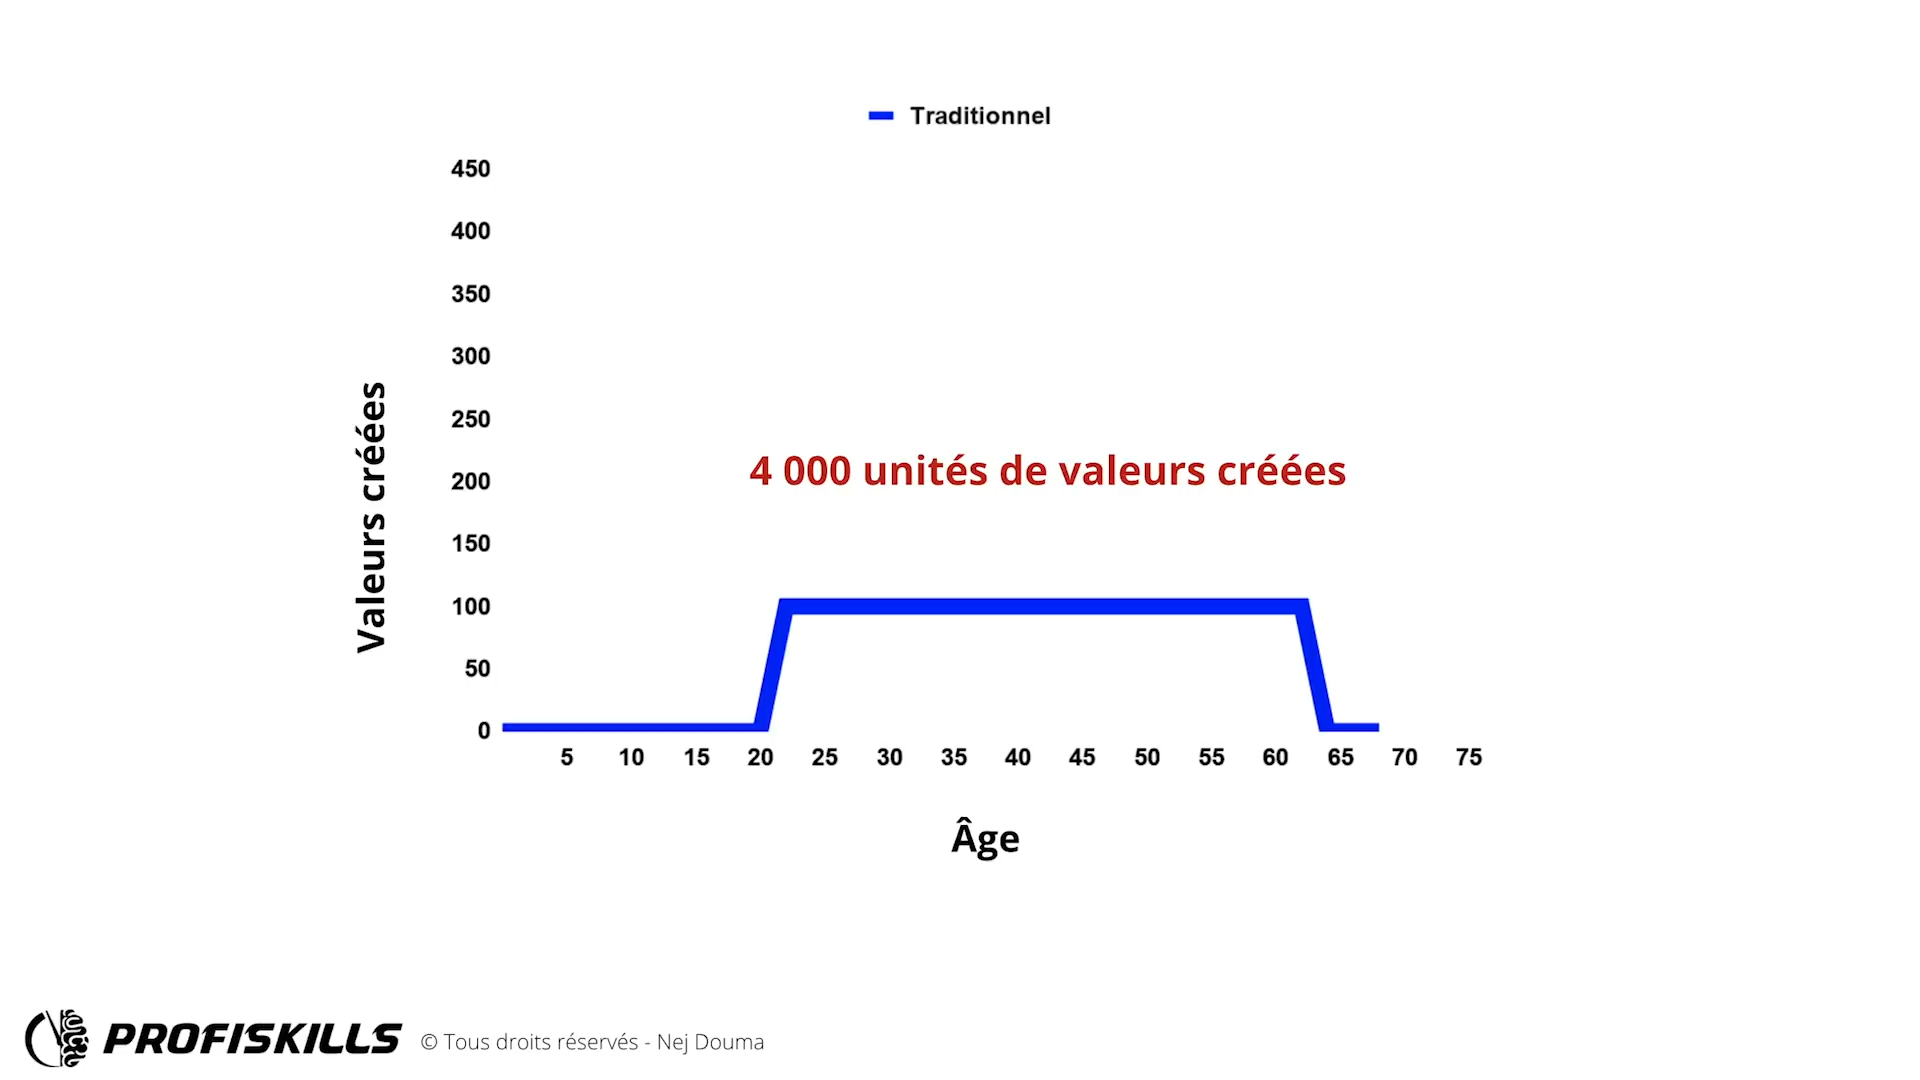 Traditionnel
450
400
350
300
250
200
150
100
50
0
Valeurs créées
4 000 unités de valeurs créées
5 10 15 20 25 30 35 40 45 50 55 60 65 70 75
Âge
PROFISKILLS © Tous droits réservés - Nej Douma